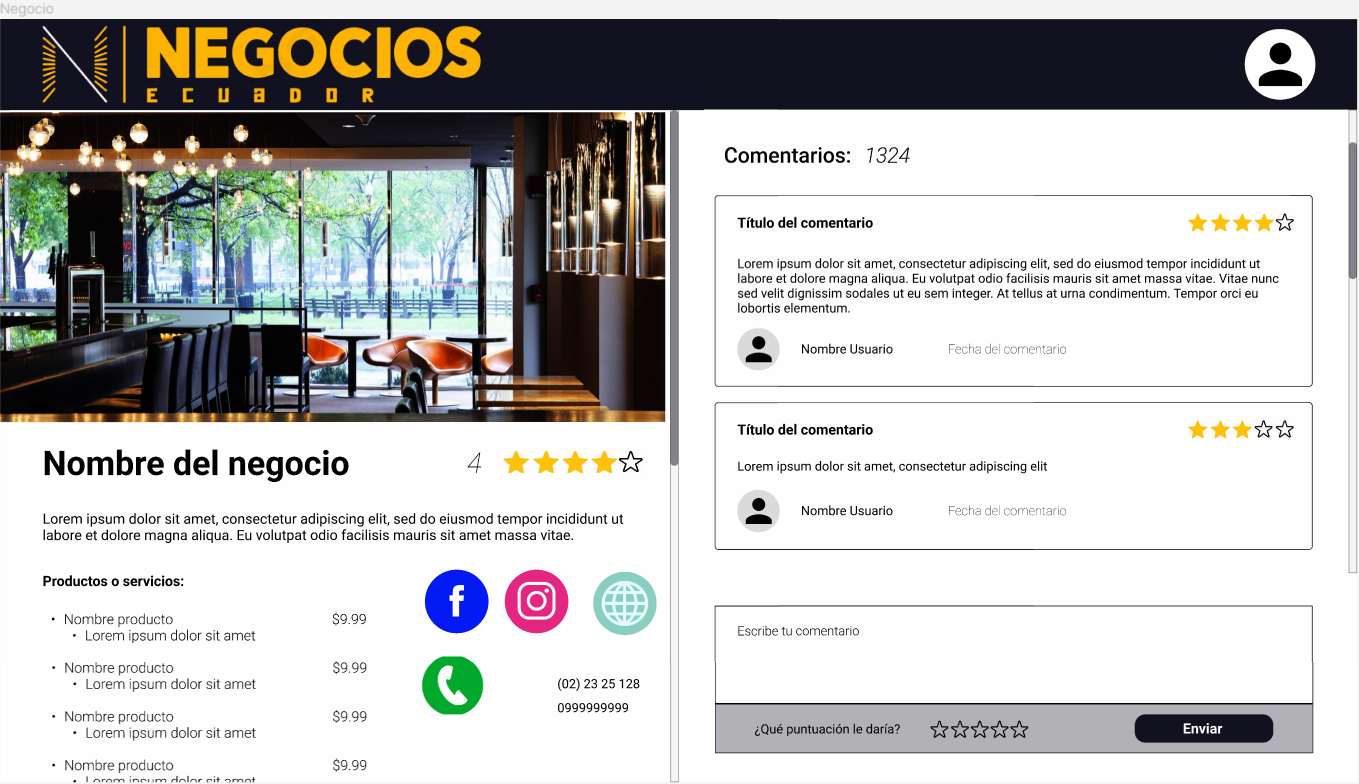 Negocio
NEGOCIOS
ECUADOR
Nombre del negocio
4
Lorem ipsum dolor sit amet, consectetur adipiscing elit, sed do eiusmod tempor incididunt ut
labore et dolore magna aliqua. Eu volutpat odio facilisis mauris sit amet massa vitae.
Productos o servicios:
• Nombre producto $9.99
• Lorem ipsum dolor sit amet
• Nombre producto $9.99
• Lorem ipsum dolor sit amet
• Nombre producto $9.99
• Lorem ipsum dolor sit amet
• Nombre producto $9.99
• Lorem ipsum dolor sit amet
(02) 23 25 128
0999999999
Comentarios: 1324
Título del comentario
Lorem ipsum dolor sit amet, consectetur adipiscing elit, sed do eiusmod tempor incididunt ut
labore et dolore magna aliqua. Eu volutpat odio facilisis mauris sit amet massa vitae. Vitae nunc
sed velit dignissim sodales ut eu sem integer. At tellus at urna condimentum. Tempor orci eu
lobortis elementum.
Nombre Usuario Fecha del comentario
Título del comentario
Lorem ipsum dolor sit amet, consectetur adipiscing elit
Nombre Usuario Fecha del comentario
Escribe tu comentario
¿Qué puntuación le daría?
Enviar